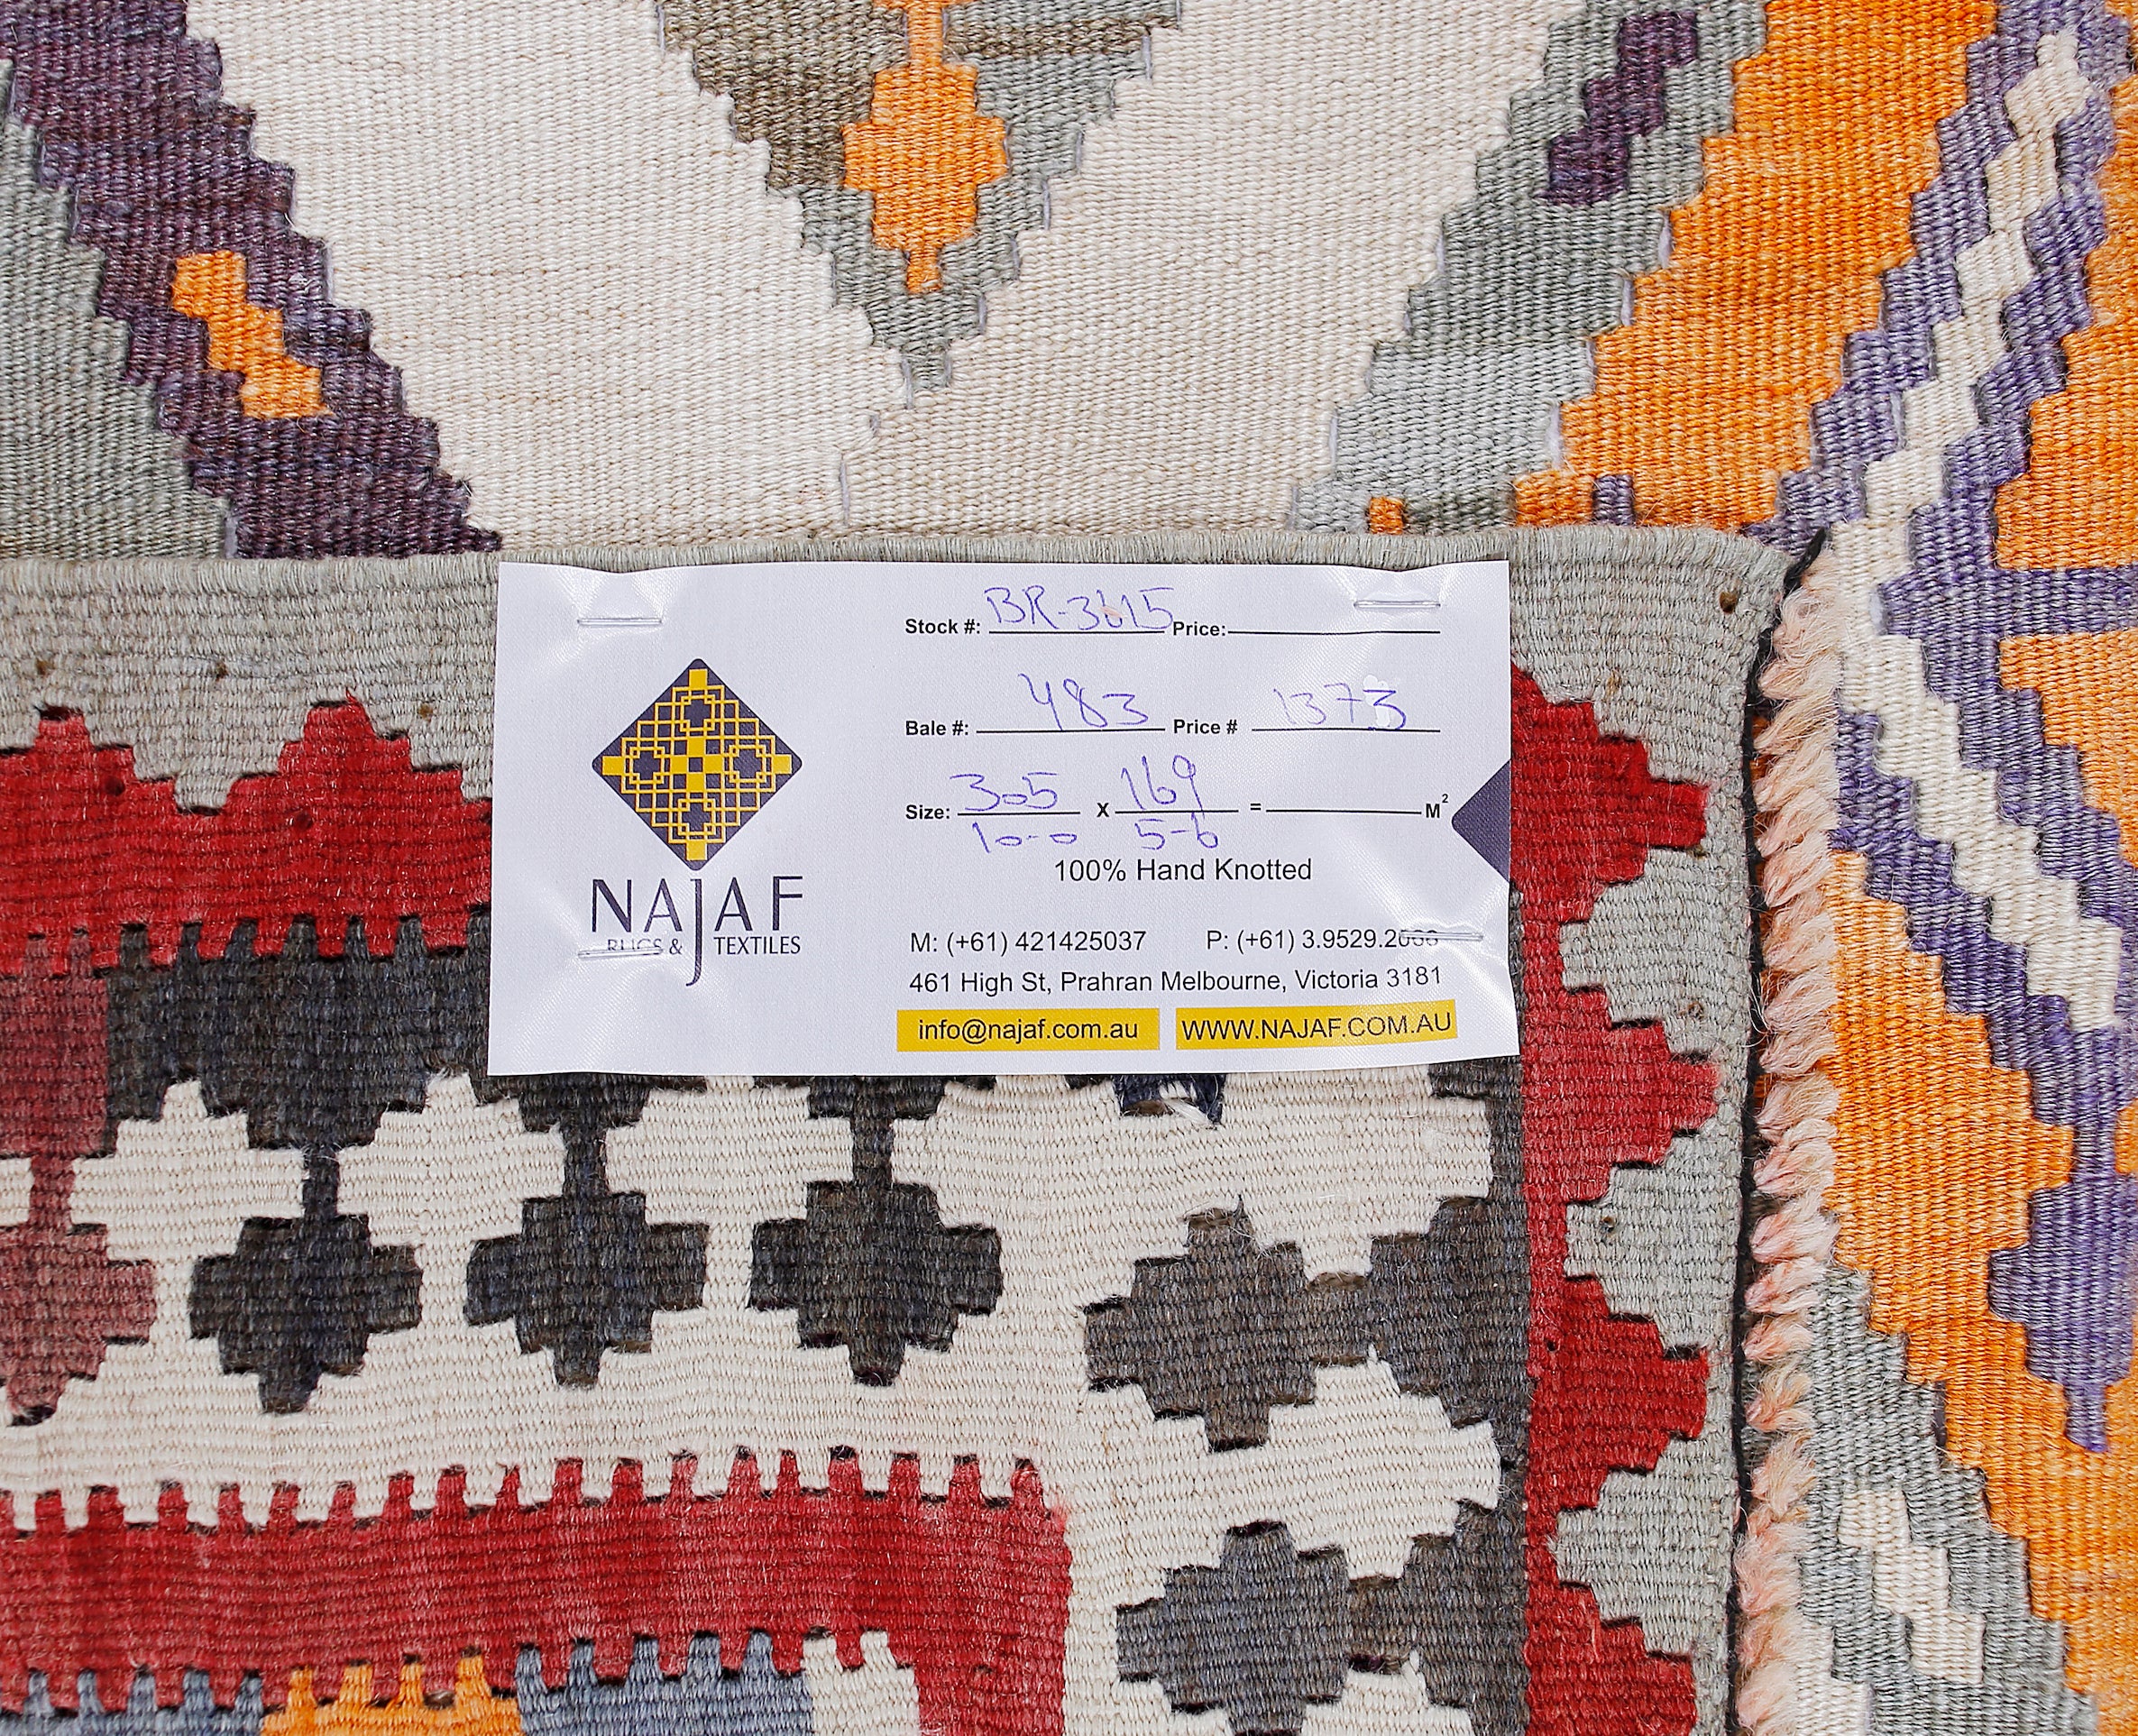 NAJAF
RUGS & TEXTILES
Stock #: BR-3615 Price:
Bale #: 483 Price # 1373
Size: 305 X 169 = M²
10-0 5-6
100% Hand Knotted
M: (+61) 421425037 P: (+61) 3.9529.2
461 High St, Prahran Melbourne, Victoria 3181
info@najaf.com.au WWW.NAJAF.COM.AU